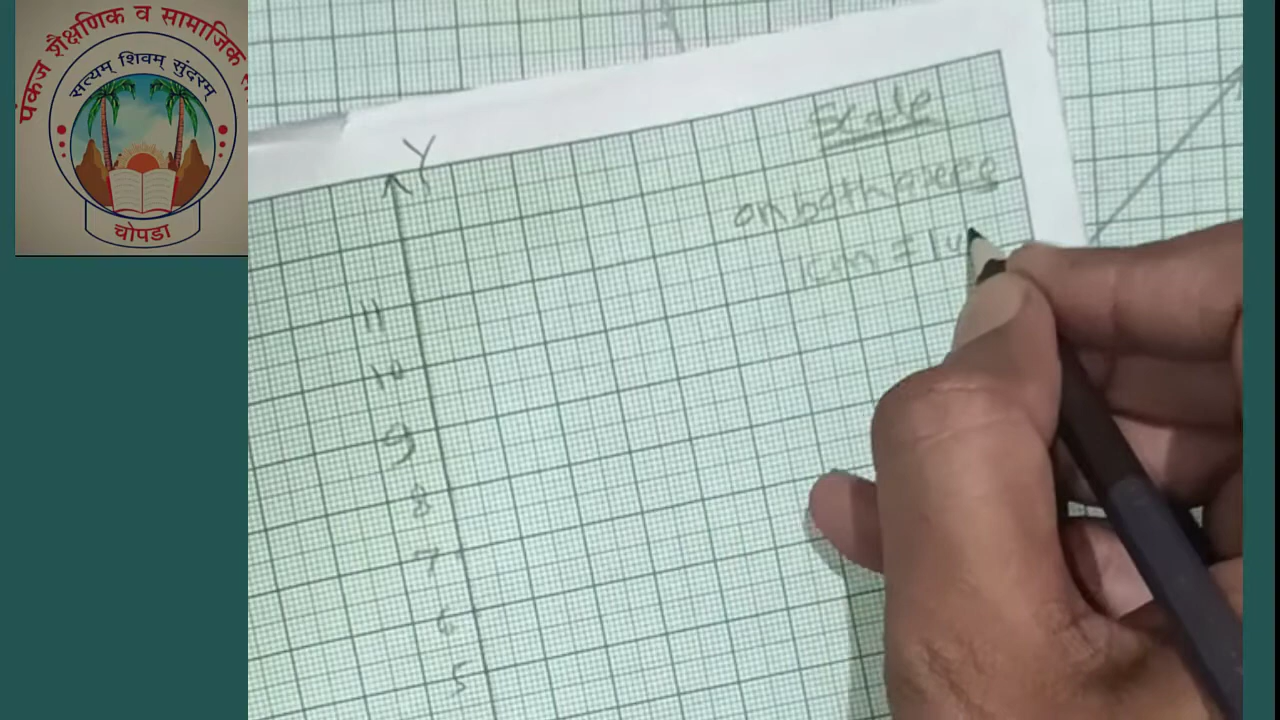 पंकज शैक्षणिक व सामाजिक
सत्यम् शिवम् सुंदरम्
चोपडा
Y
Scale
on both axes
1cm = 1
11
10
9
8
7
6
5